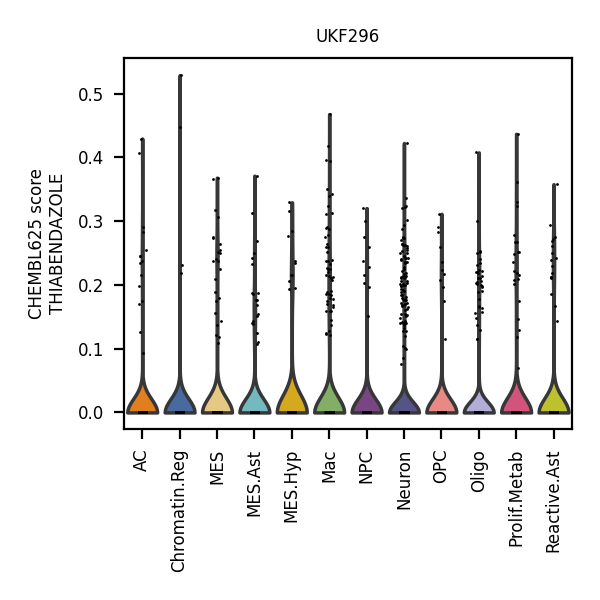 UKF296
CHEMBL625 score
THIABENDAZOLE
0.5
0.4
0.3
0.2
0.1
0.0
AC
Chromatin.Reg
MES
MES.Ast
MES.Hyp
Mac
NPC
Neuron
OPC
Oligo
Prolif.Metab
Reactive.Ast